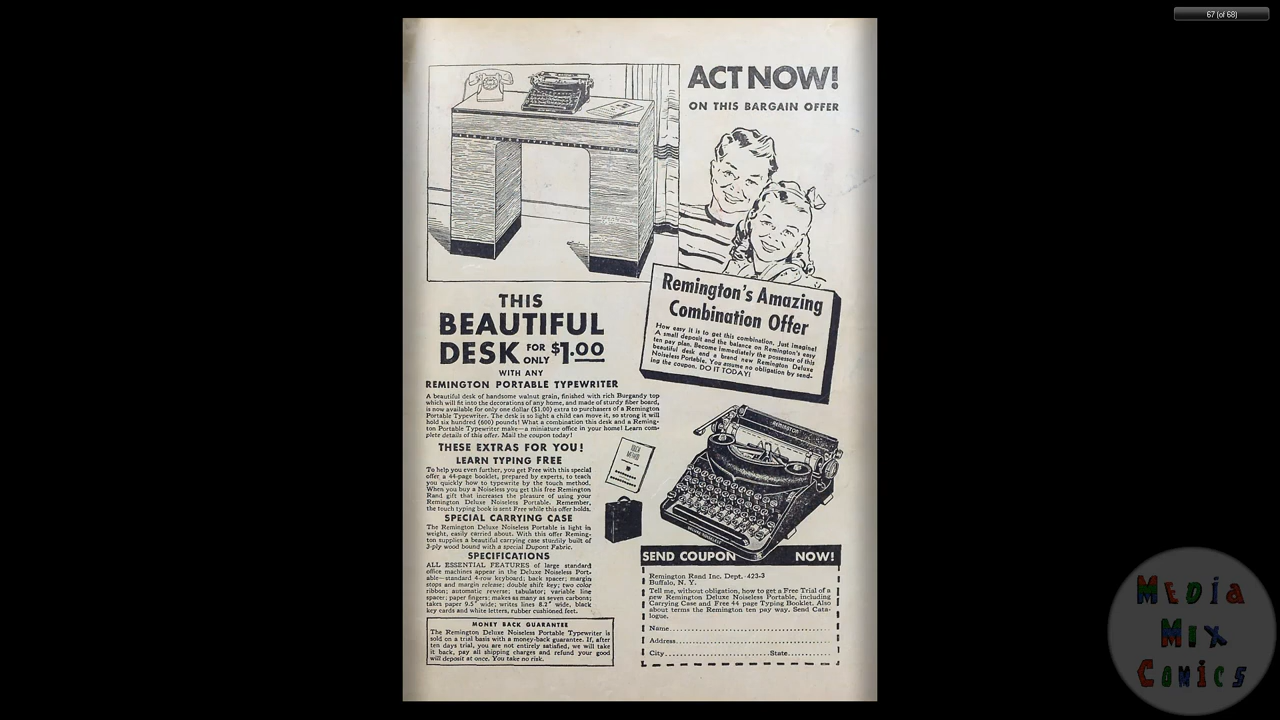 67 (of 68)
ACT NOW!
ON THIS BARGAIN OFFER
Remington's Amazing
Combination Offer
How easy it is to get this combination, Just imagine!
A small deposit and the balance on Remington's easy
ten pay plan. Become immediately the possessor of this
beautiful desk and a brand new Remington Deluxe
Noiseless Portable. You assume no obligation by send-
ing the coupon. DO IT TODAY!
THIS
BEAUTIFUL
DESK FOR ONLY $1.00
WITH ANY
REMINGTON PORTABLE TYPEWRITER
A beautiful desk of handsome walnut grain, finished with rich Burgandy top
which will fit into the decorations of any home, and made of sturdy fiber board,
is now available for only one dollar ($1.00) extra to purchasers of a Remington
Portable Typewriter. The desk is so light a child can move it, so strong it will
hold six hundred (600) pounds! What a combination this desk and a Reming-
ton Portable Typewriter make—a miniature office in your home! Learn com-
plete details of this offer. Mail the coupon today!
THESE EXTRAS FOR YOU!
LEARN TYPING FREE
To help you even further, you get Free with this special
offer a 44-page booklet, prepared by experts, to teach
you quickly how to typewrite by the touch method.
When you buy a Noiseless you get this free Remington
Rand gift that increases the pleasure of using your
Remington Deluxe Noiseless Portable. Remember,
the touch typing book is sent Free while this offer holds.
SPECIAL CARRYING CASE
The Remington Deluxe Noiseless Portable is light in
weight, easily carried about. With this offer Reming-
ton supplies a beautiful carrying case sturdily built of
3-ply wood bound with a special Dupont Fabric.
SPECIFICATIONS
ALL ESSENTIAL FEATURES of large standard
office machines appear in the Deluxe Noiseless Port-
able—standard 4-row keyboard; back spacer; margin
stops and margin release; double shift key; two color
ribbon; automatic reverse; tabulator; variable line
spacer; paper fingers; makes as many as seven carbons;
takes paper 9.5" wide; writes 8.2" wide, black
key cards and white letters, rubber cushioned feet.
MONEY BACK GUARANTEE
The Remington Deluxe Noiseless Portable Typewriter is
sold on a trial basis with a money-back guarantee. If, after
ten days trial, you are not entirely satisfied, we will take
it back, pay all shipping charges and refund your good
will deposit at once. You take no risk.
REMINGTON
SEND COUPON NOW!
Remington Rand Inc. Dept. 423-3
Buffalo, N. Y.
Tell me, without obligation, how to get a Free Trial of a
new Remington Deluxe Noiseless Portable, including
Carrying Case and Free 44 page Typing Booklet. Also
about terms the Remington ten pay way. Send Cata-
logue.
Name
Address
City State
MEDia
Mix
Comics